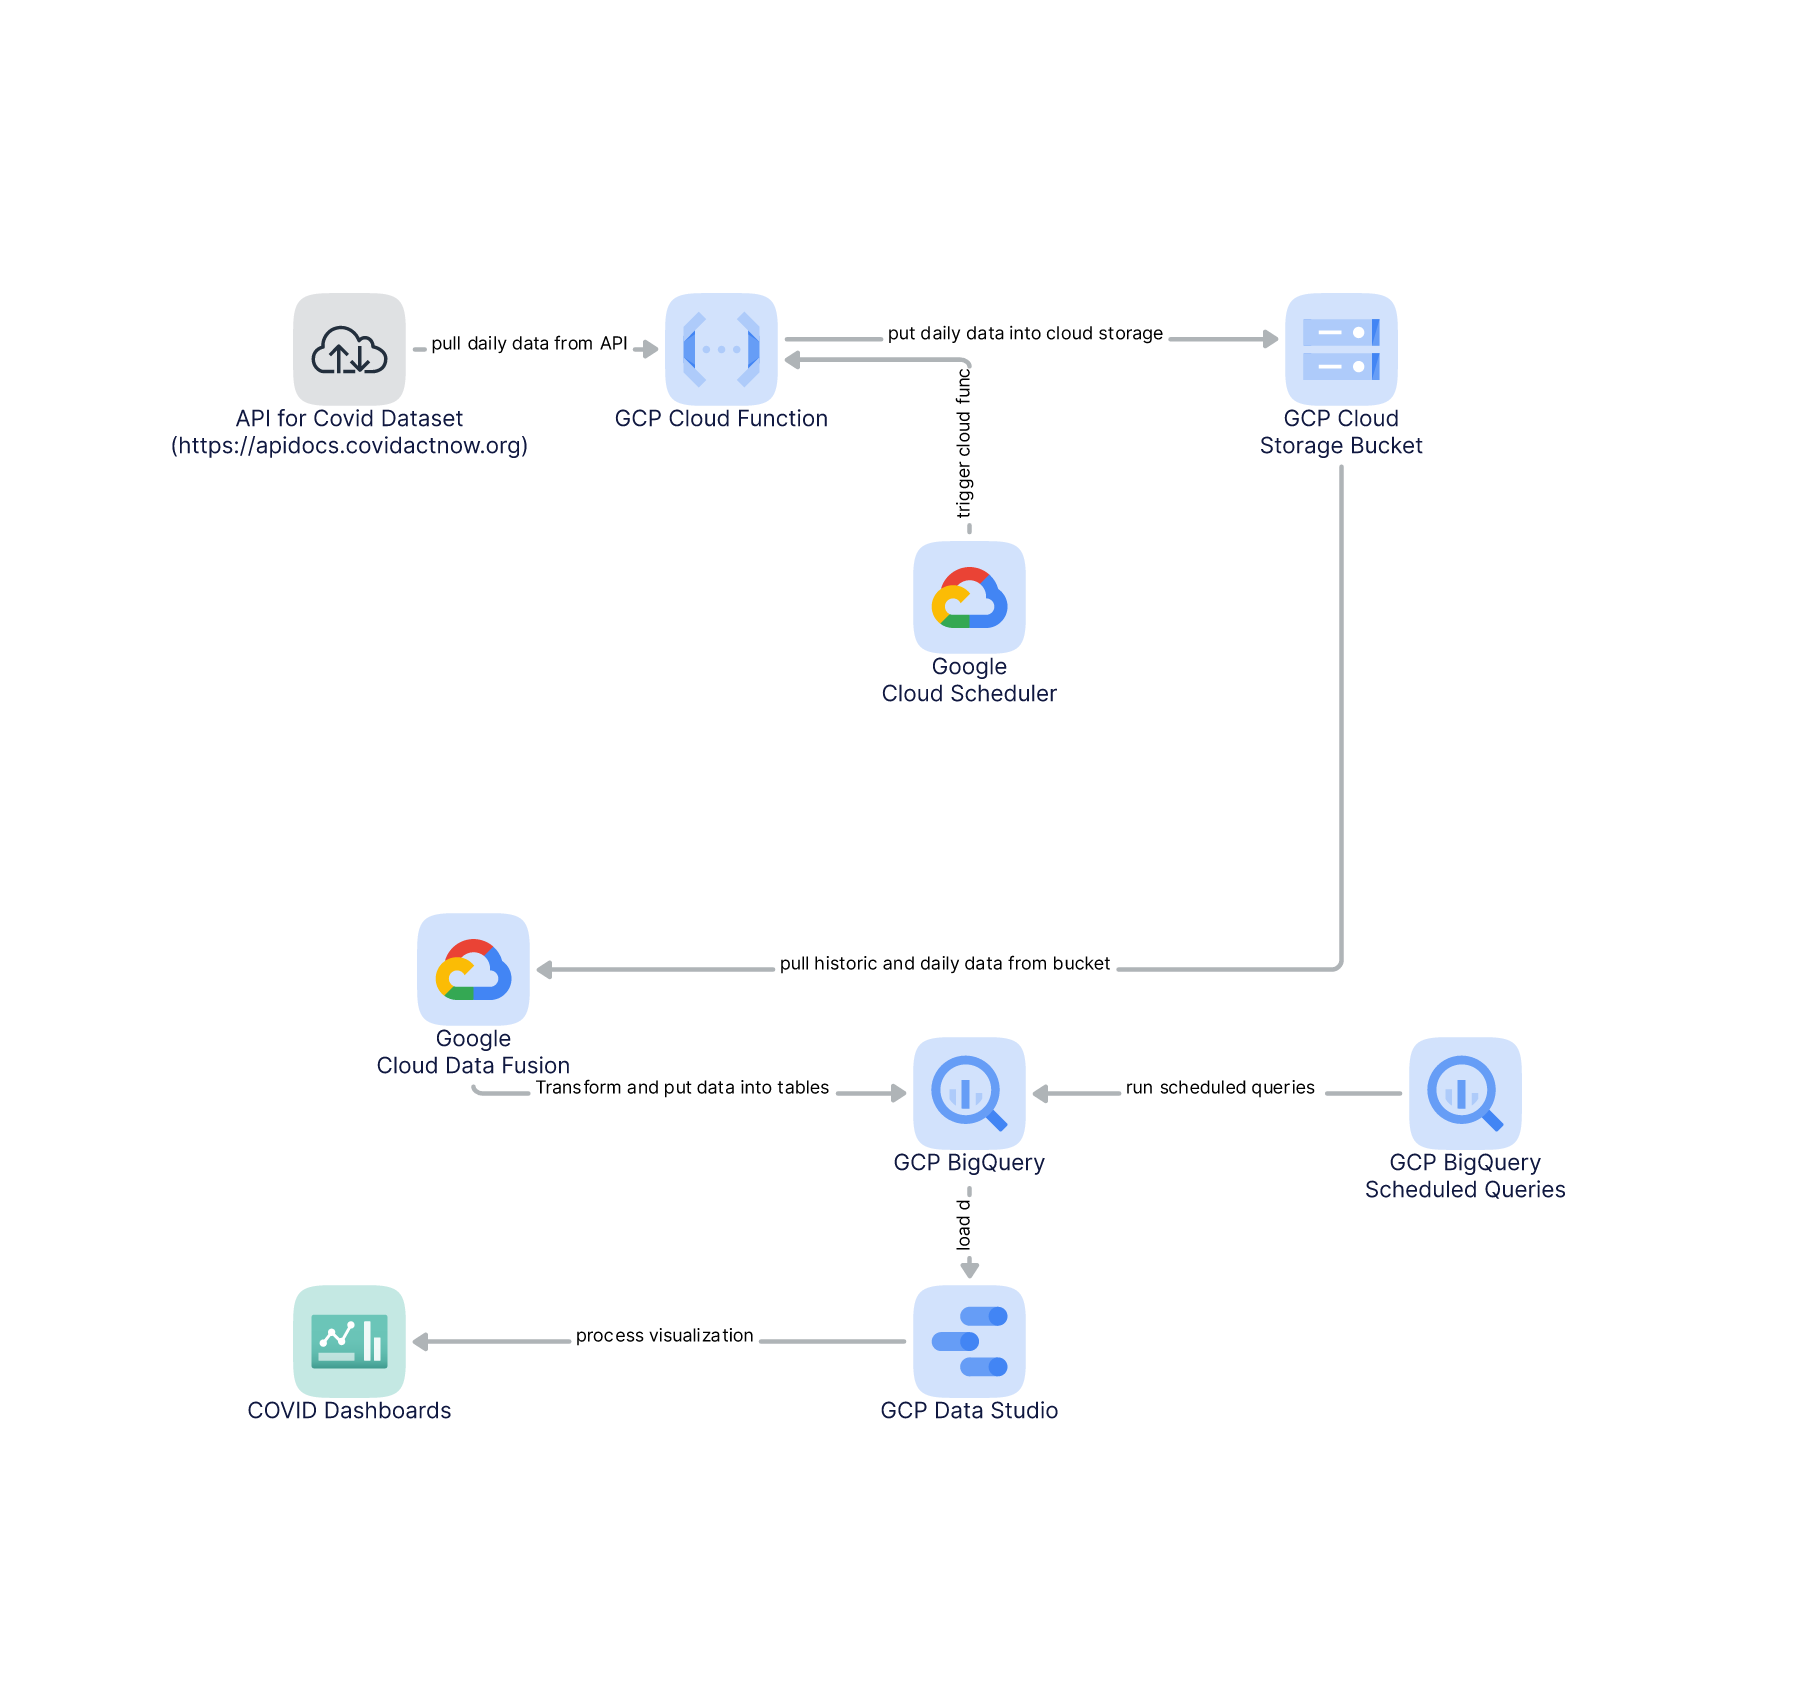 pull daily data from API
put daily data into cloud storage
API for Covid Dataset
(https://apidocs.covidactnow.org)
GCP Cloud Function
trigger cloud func
GCP Cloud
Storage Bucket
Google
Cloud Scheduler
pull historic and daily data from bucket
Google
Cloud Data Fusion
Transform and put data into tables
run scheduled queries
GCP BigQuery
GCP BigQuery
Scheduled Queries
load d
process visualization
COVID Dashboards
GCP Data Studio